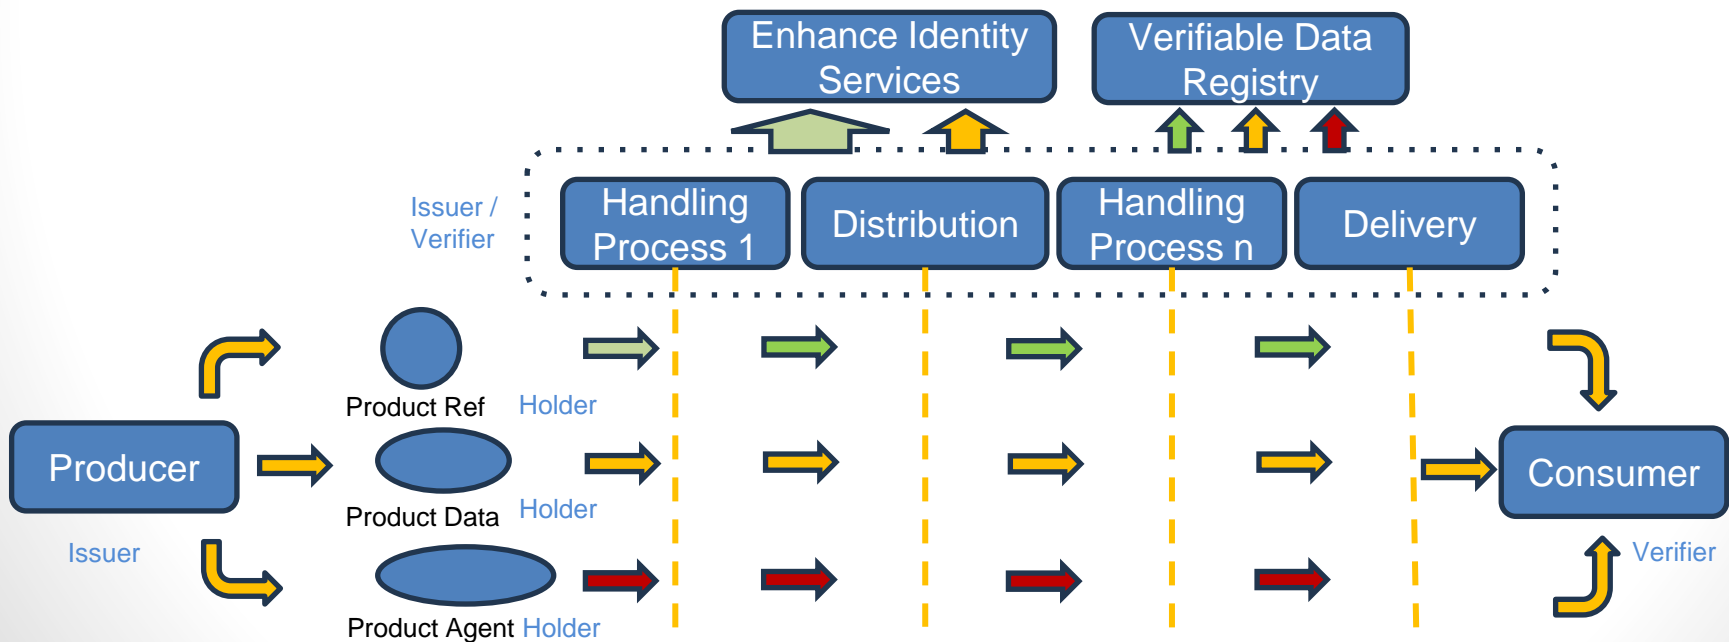 Enhance Identity
Services
Verifiable Data
Registry
Issuer /
Verifier
Handling
Process 1
Distribution
Handling
Process n
Delivery
Product Ref
Holder
Producer
Consumer
Product Data
Holder
Issuer
Verifier
Product Agent
Holder